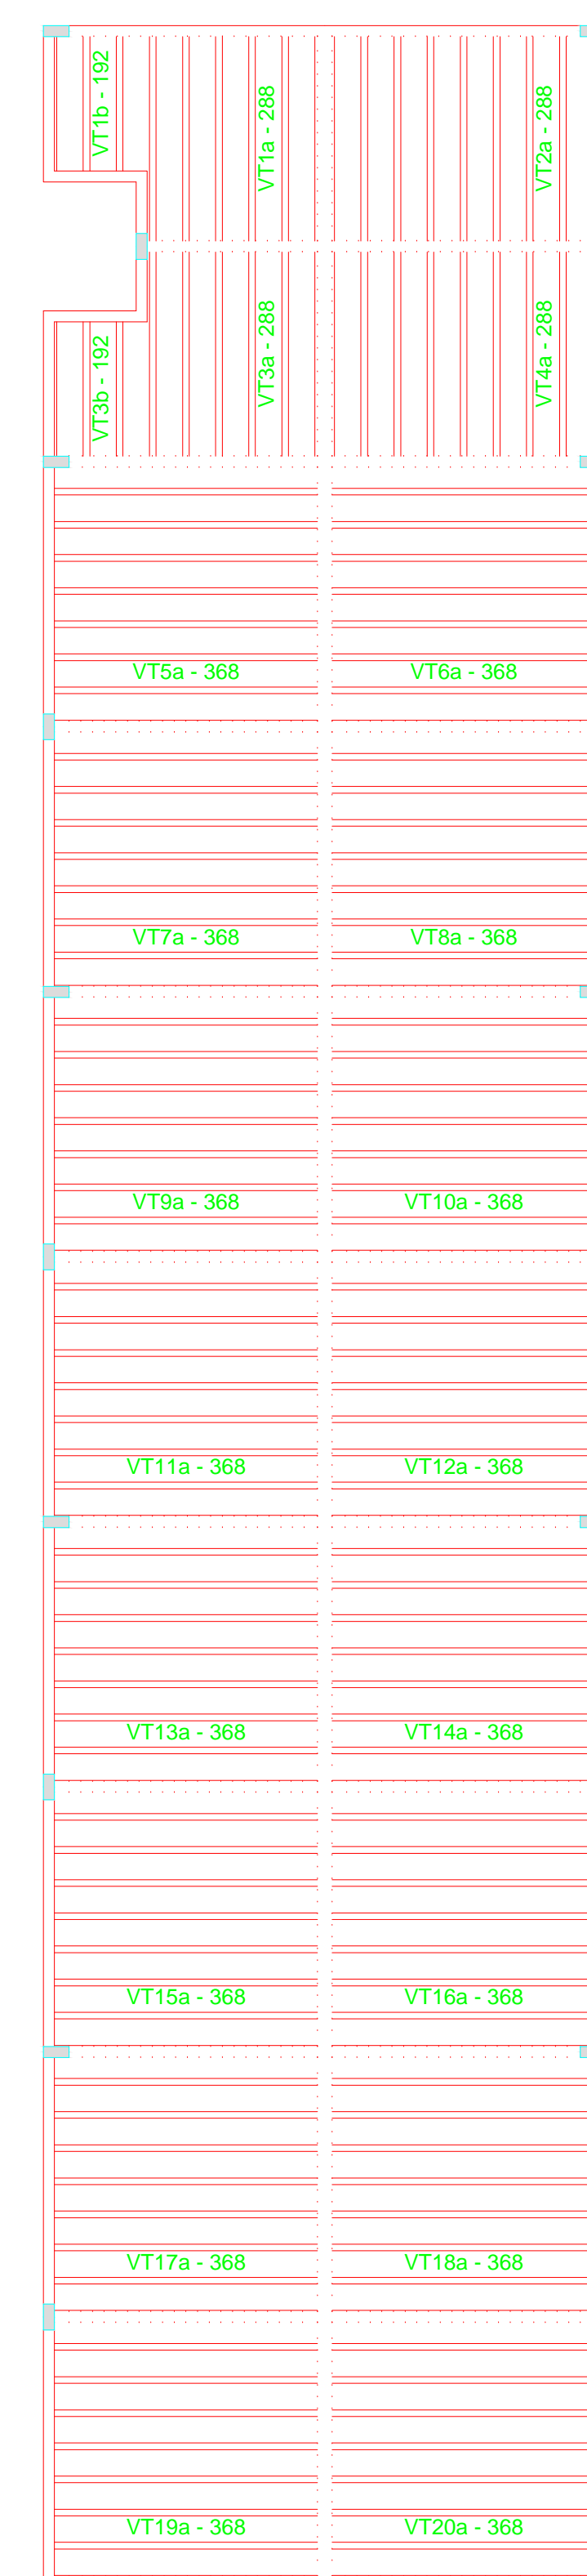 VT1b - 192
VT1a - 288
VT2a - 288
VT3b - 192
VT3a - 288
VT4a - 288
VT5a - 368
VT6a - 368
VT7a - 368
VT8a - 368
VT9a - 368
VT10a - 368
VT11a - 368
VT12a - 368
VT13a - 368
VT14a - 368
VT15a - 368
VT16a - 368
VT17a - 368
VT18a - 368
VT19a - 368
VT20a - 368